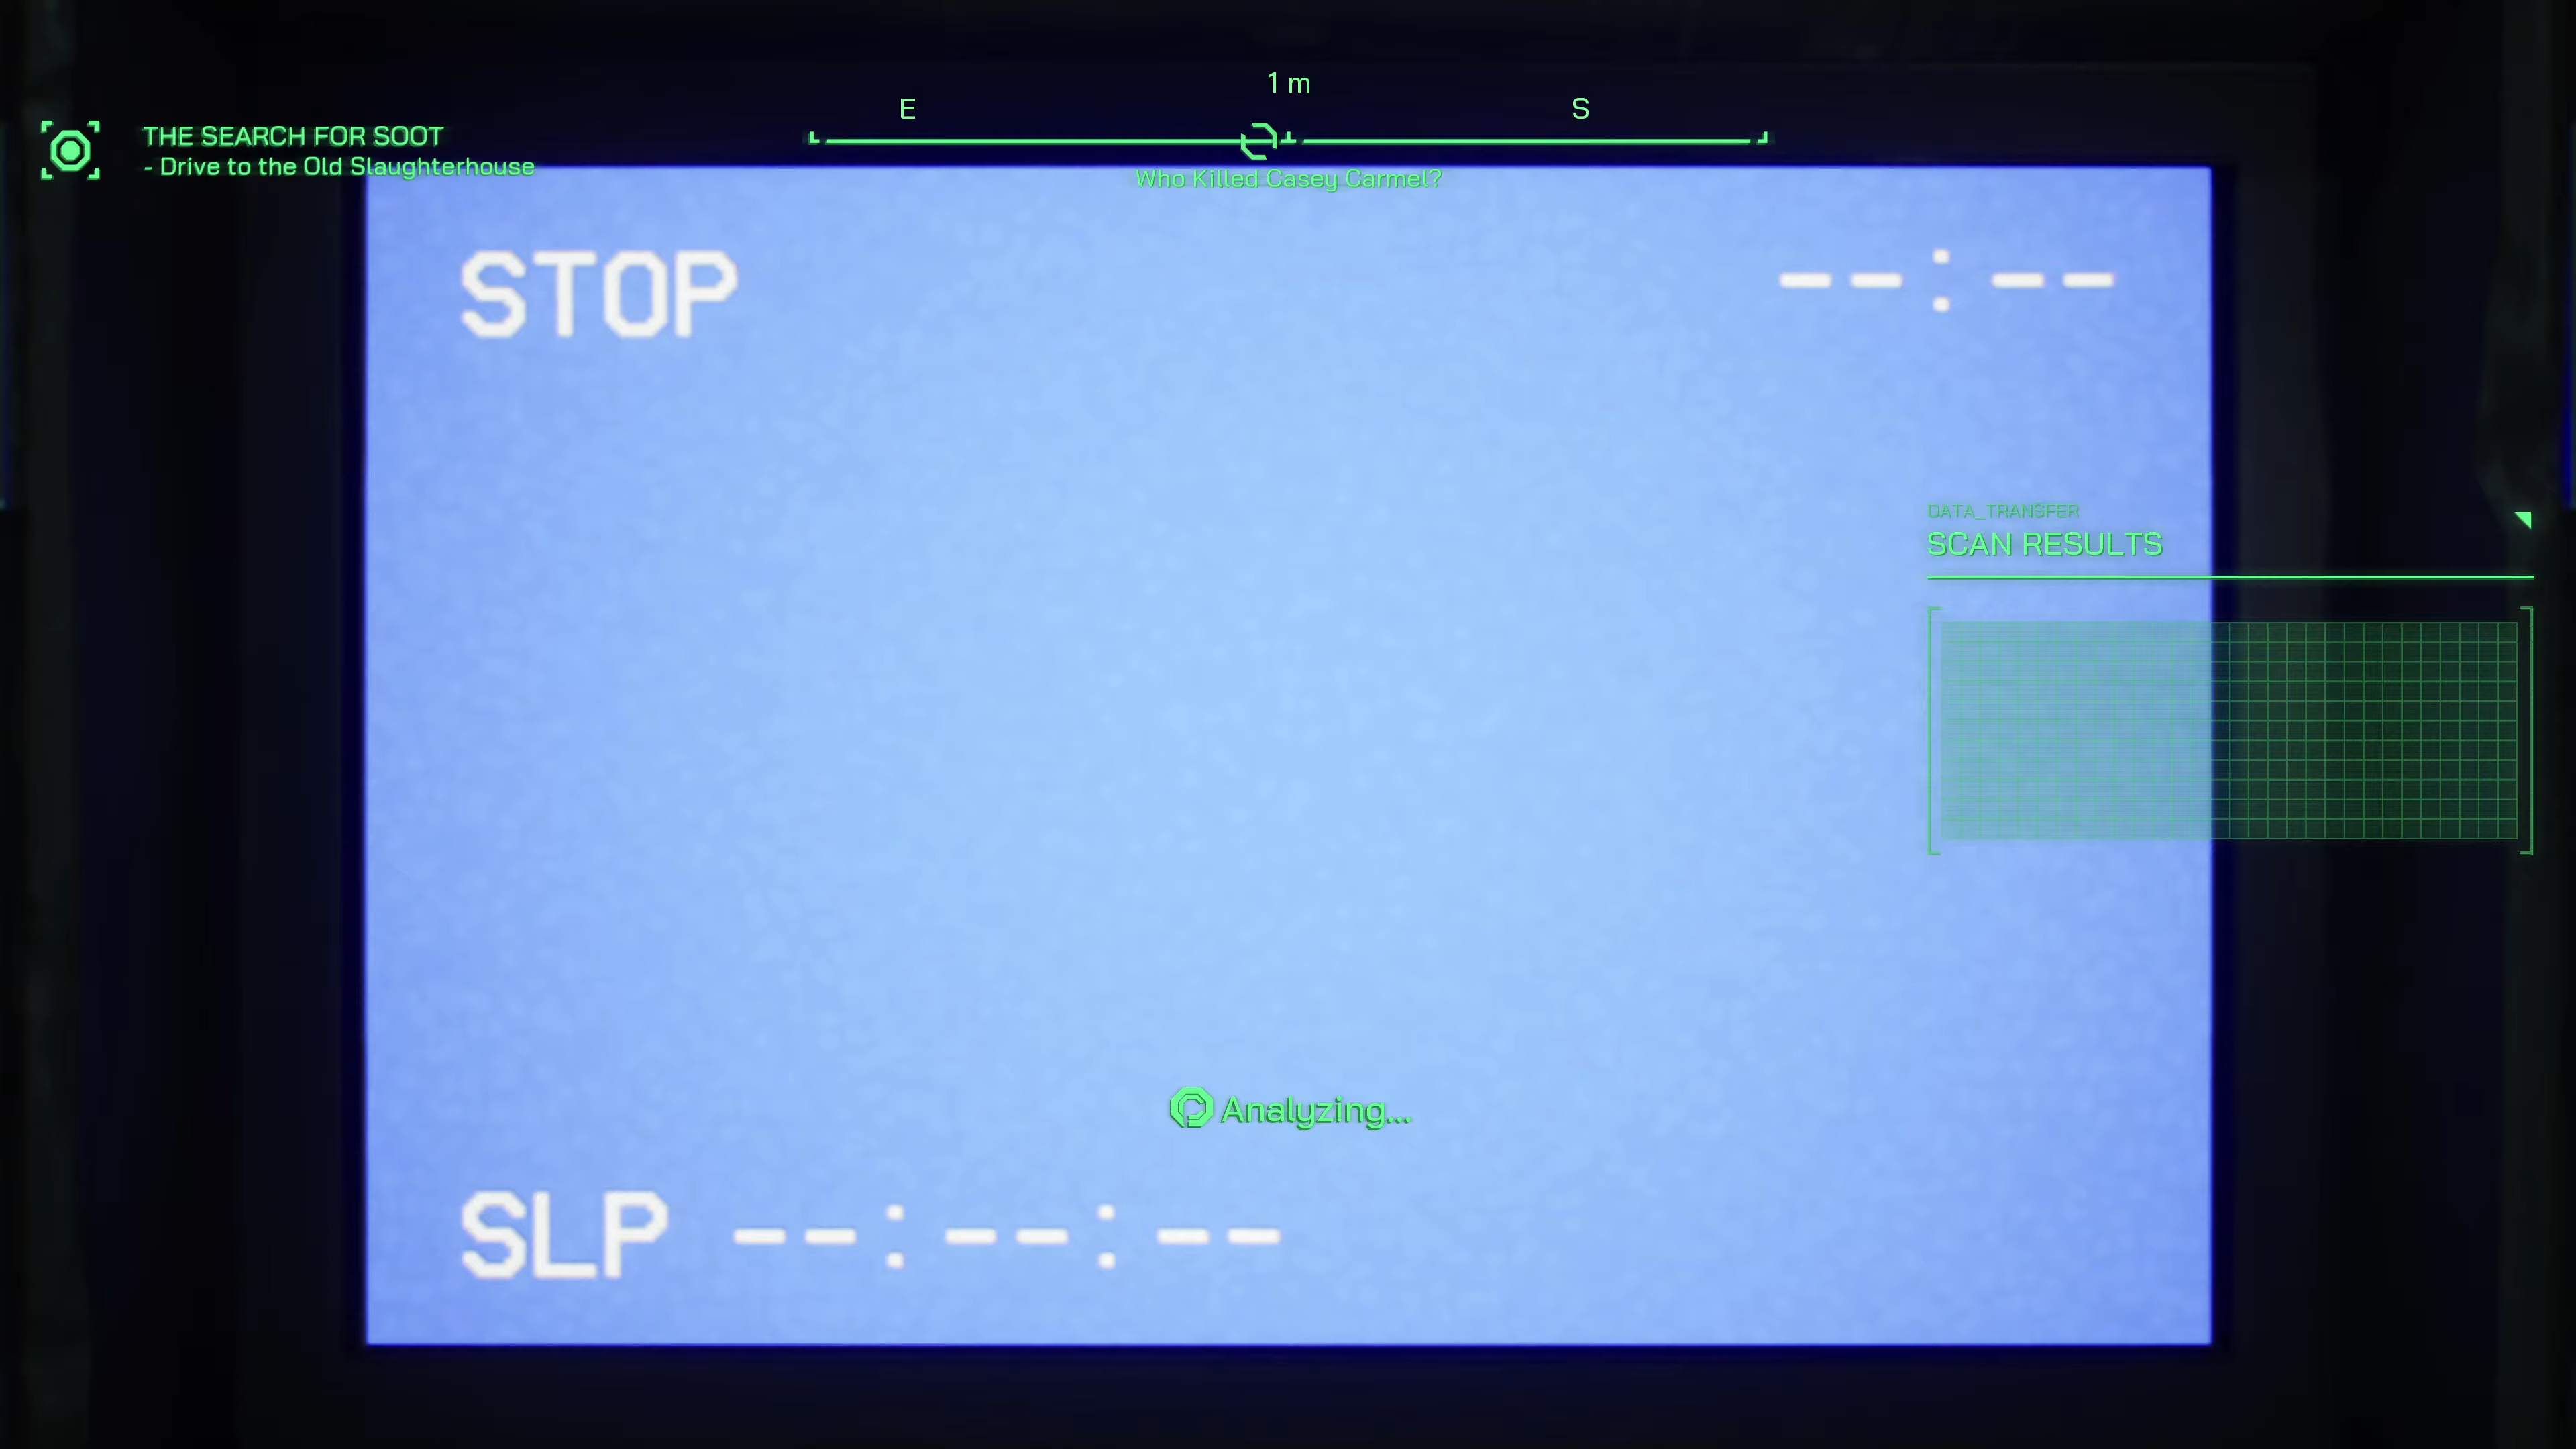 1 m
E
S
THE SEARCH FOR SOOT
- Drive to the Old Slaughterhouse
Who Killed Casey Carmel?
STOP
--:--
DATA_TRANSFER
SCAN RESULTS
Analyzing...
SLP --:--:--